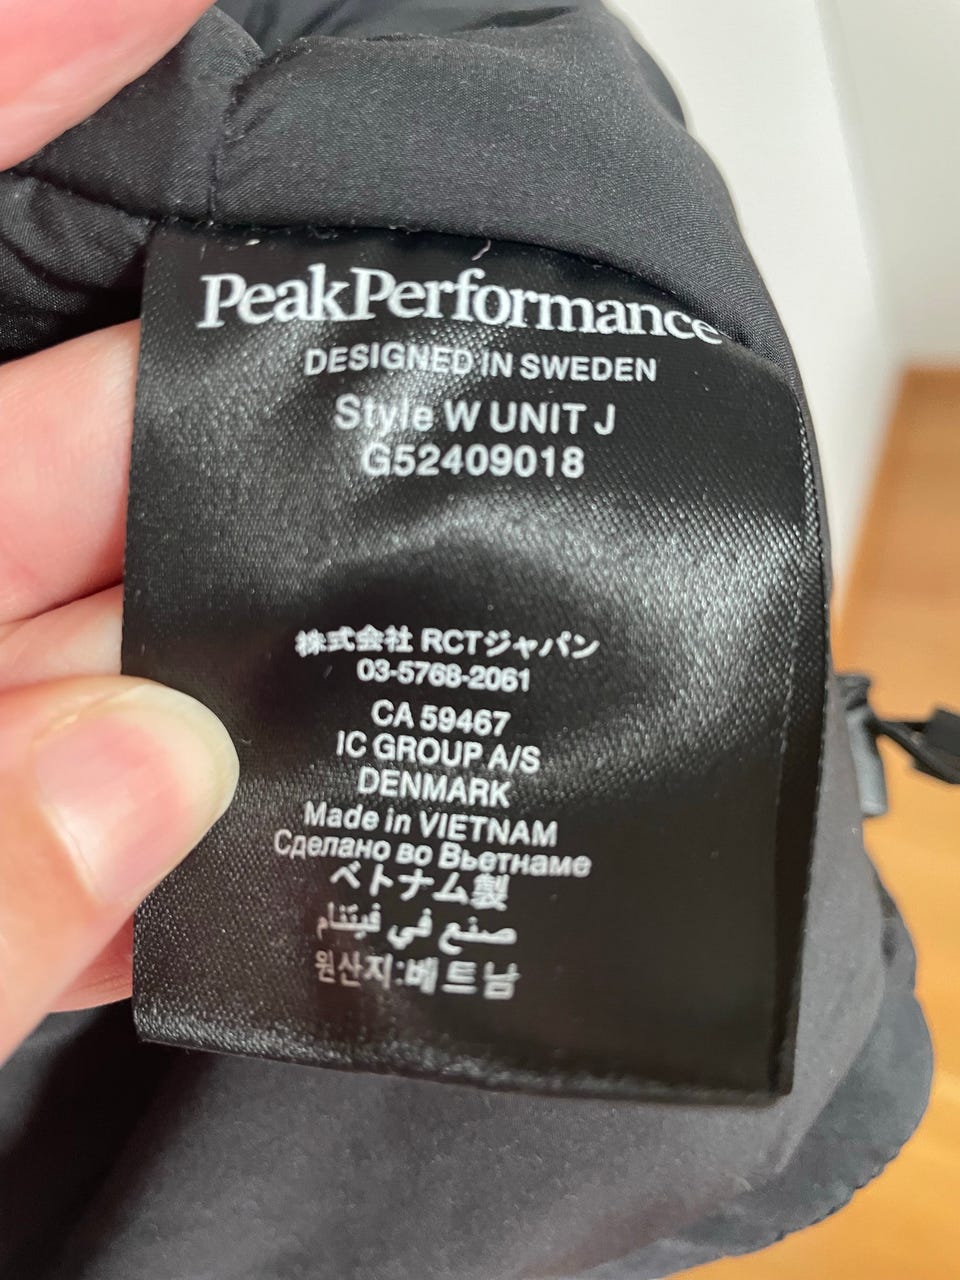 PeakPerformance
DESIGNED IN SWEDEN
Style W UNIT J
G52409018
株式会社 RCTジャパン
03-5768-2061
CA 59467
IC GROUP A/S
DENMARK
Made in VIETNAM
Сделано во Вьетнаме
ベトナム製
صنع في فيتنام
원산지:베트남